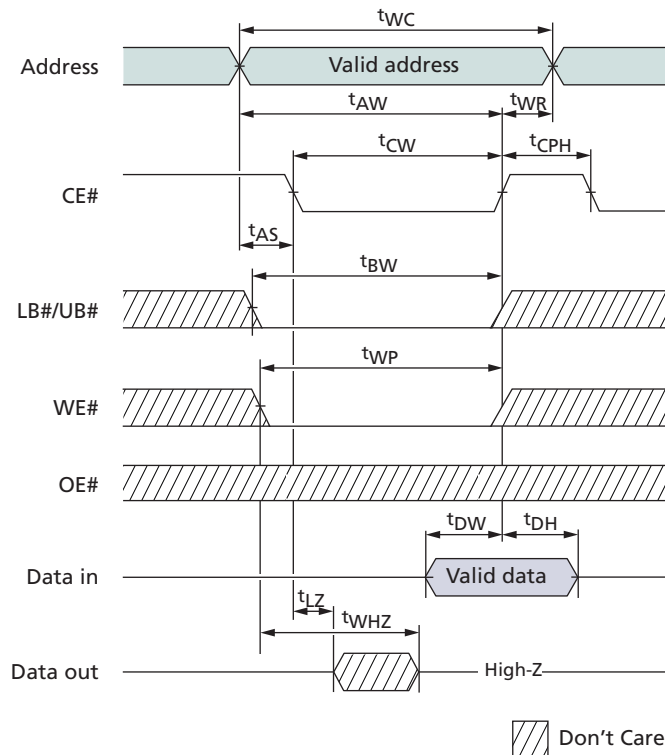 tWC
Address
Valid address
tAW
tWR
tCW
tCPH
CE#
tAS
tBW
LB#/UB#
tWP
WE#
OE#
tDW
tDH
Data in
Valid data
tLZ
tWHZ
Data out
High-Z
Don't Care